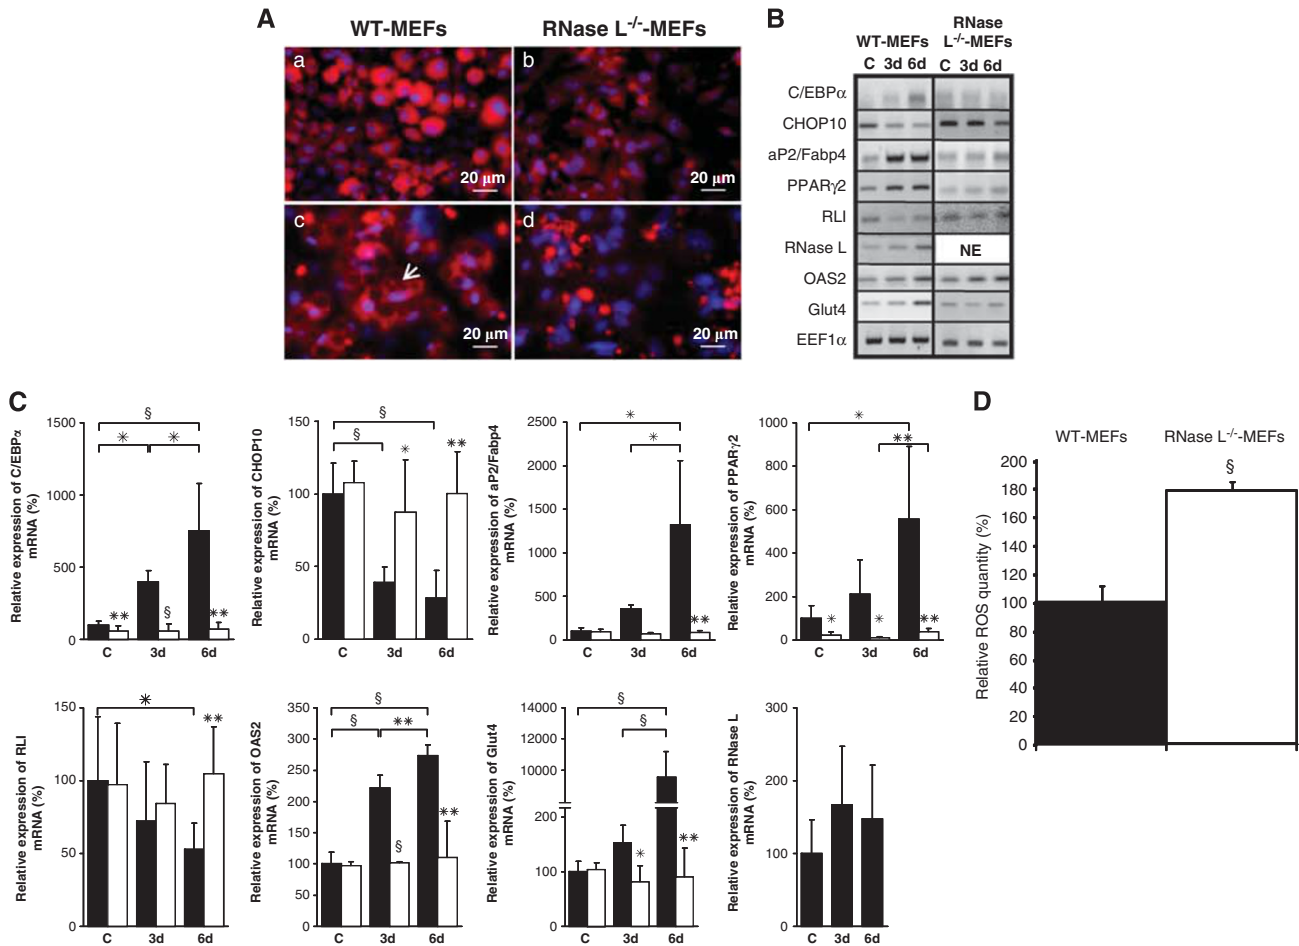 A
WT-MEFs
RNase L-/--MEFs
a
b
20 μm
20 μm
c
d
20 μm
20 μm
B
WT-MEFs
RNase
L-/--MEFs
C 3d 6d
C 3d 6d
C/EBPα
CHOP10
aP2/Fabp4
PPARγ2
RLI
RNase L
NE
OAS2
Glut4
EEF1α
C
Relative expression of C/EBPα
mRNA (%)
1500
1000
500
0
§
* *
** § **
C 3d 6d
Relative expression of CHOP10
mRNA (%)
150
100
50
0
§
§
* **
C 3d 6d
Relative expression of aP2/Fabp4
mRNA (%)
2500
2000
1500
1000
500
0
*
*
**
C 3d 6d
Relative expression of PPARγ2
mRNA (%)
1000
800
600
400
200
0
*
**
* * **
C 3d 6d
Relative expression of RLI
mRNA (%)
150
100
50
0
*
**
C 3d 6d
Relative expression of OAS2
mRNA (%)
350
300
250
200
150
100
50
0
§
§ **
§ **
C 3d 6d
Relative expression of Glut4
mRNA (%)
14000
12000
10000
200
100
0
§
§
* **
C 3d 6d
Relative expression of RNase L
mRNA (%)
300
200
100
0
C 3d 6d
D
WT-MEFs
RNase L-/--MEFs
§
Relative ROS quantity (%)
200
180
160
140
120
100
80
60
40
20
0